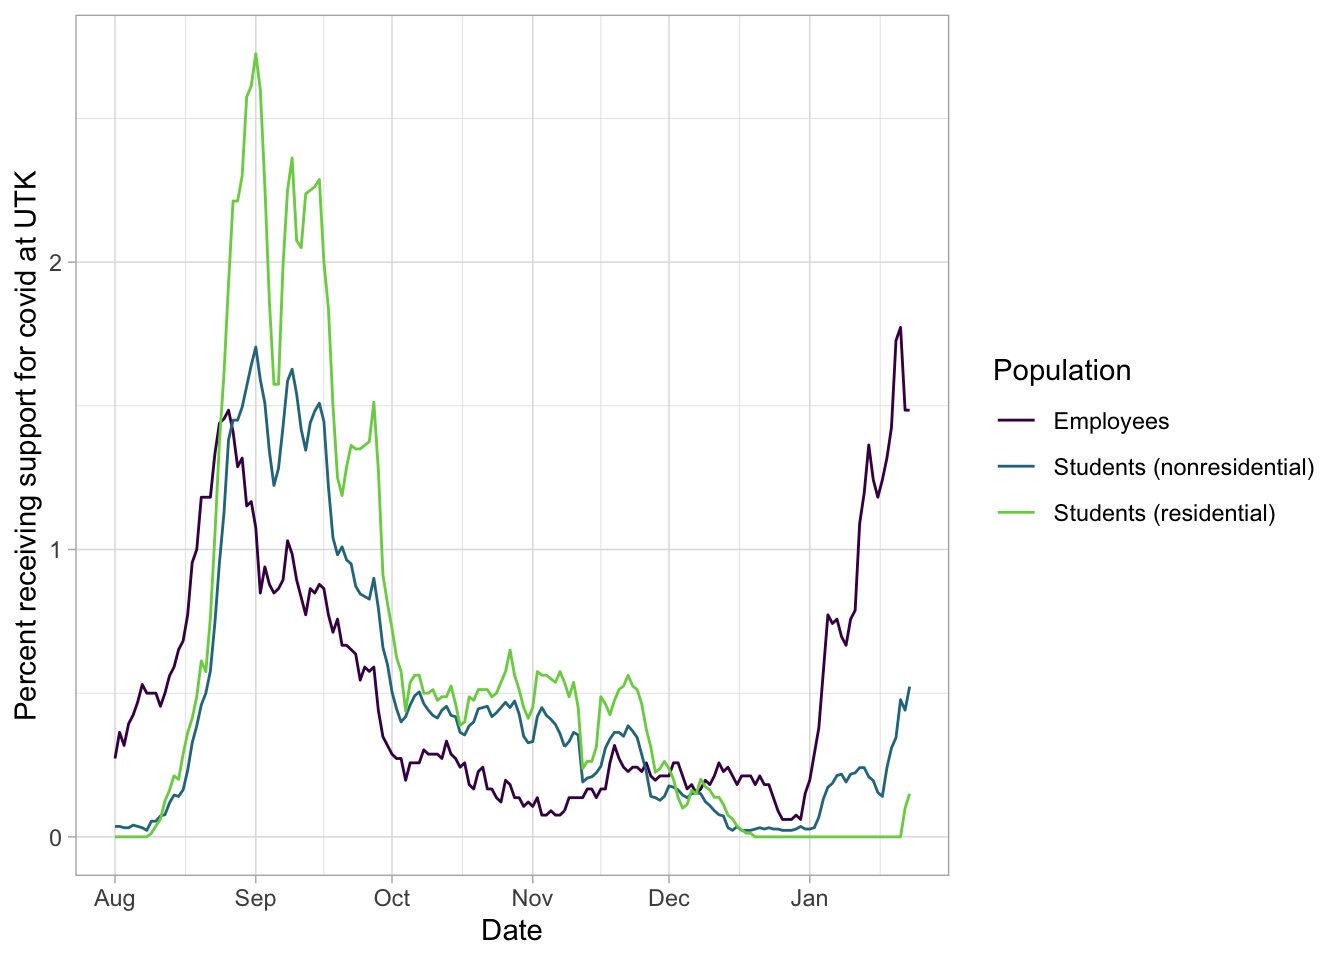 Percent receiving support for covid at UTK
2
1
0
Aug Sep Oct Nov Dec Jan
Date
Population
Employees
Students (nonresidential)
Students (residential)